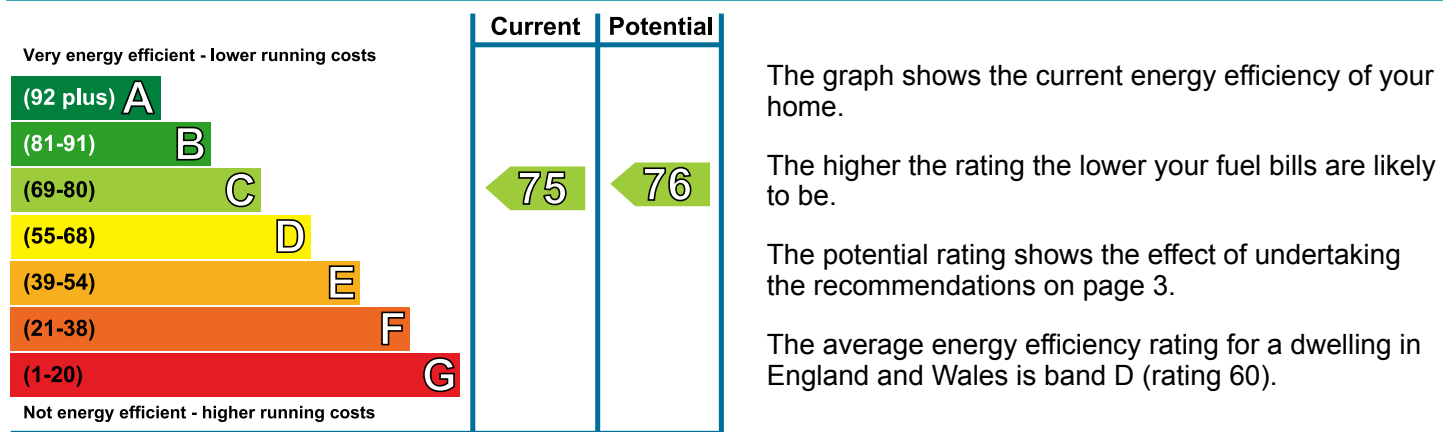 Current Potential
Very energy efficient - lower running costs
(92 plus) A
(81-91) B
(69-80) C
75 76
(55-68) D
(39-54) E
(21-38) F
(1-20) G
Not energy efficient - higher running costs
The graph shows the current energy efficiency of your
home.
The higher the rating the lower your fuel bills are likely
to be.
The potential rating shows the effect of undertaking
the recommendations on page 3.
The average energy efficiency rating for a dwelling in
England and Wales is band D (rating 60).